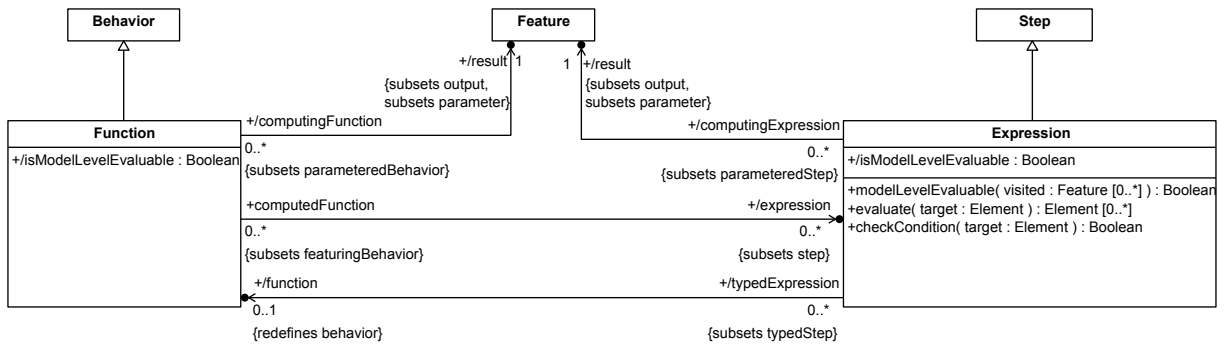 Behavior
Feature
Step
+/result 1
1 +/result
{subsets output,
subsets parameter}
{subsets output,
subsets parameter}
Function
+/isModelLevelEvaluable : Boolean
+/computingFunction
0..*
{subsets parameteredBehavior}
+/computingExpression
0..*
{subsets parameteredStep}
Expression
+/isModelLevelEvaluable : Boolean
+modelLevelEvaluable( visited : Feature [0..*] ) : Boolean
+evaluate( target : Element ) : Element [0..*]
+checkCondition( target : Element ) : Boolean
+computedFunction
0..*
{subsets featuringBehavior}
+/expression
0..*
{subsets step}
+/function
0..1
{redefines behavior}
+/typedExpression
0..*
{subsets typedStep}